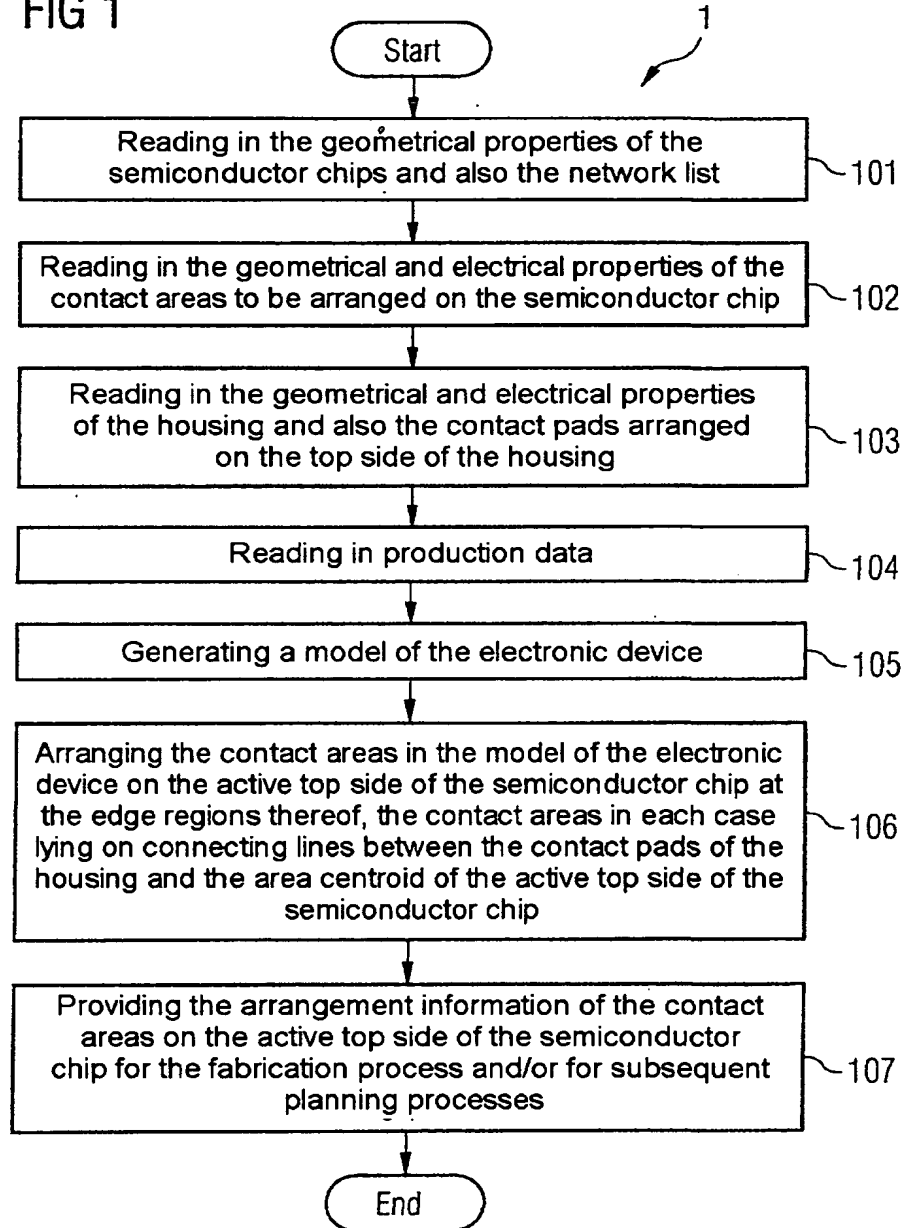 FIG 1
1
Start
Reading in the geometrical properties of the
semiconductor chips and also the network list
101
Reading in the geometrical and electrical properties of the
contact areas to be arranged on the semiconductor chip
102
Reading in the geometrical and electrical properties
of the housing and also the contact pads arranged
on the top side of the housing
103
Reading in production data
104
Generating a model of the electronic device
105
Arranging the contact areas in the model of the electronic
device on the active top side of the semiconductor chip at
the edge regions thereof, the contact areas in each case
lying on connecting lines between the contact pads of the
housing and the area centroid of the active top side of the
semiconductor chip
106
Providing the arrangement information of the contact
areas on the active top side of the semiconductor
chip for the fabrication process and/or for subsequent
planning processes
107
End